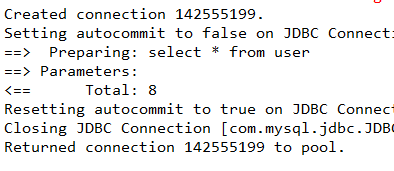 Created connection 142555199.
Setting autocommit to false on JDBC Connect
==>  Preparing: select * from user
==> Parameters:
<==      Total: 8
Resetting autocommit to true on JDBC Connect
Closing JDBC Connection [com.mysql.jdbc.JDB
Returned connection 142555199 to pool.